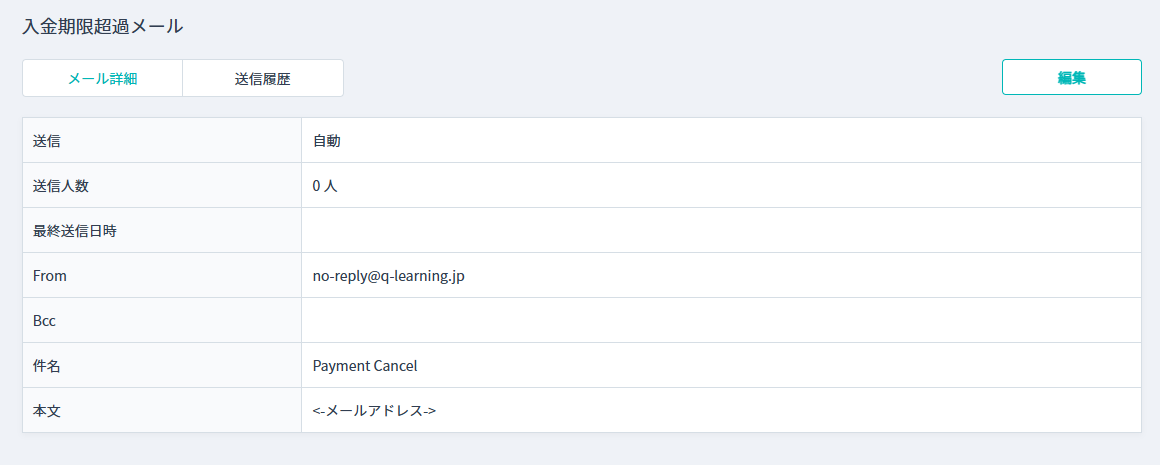 入金期限超過メール
メール詳細 送信履歴 編集
送信 自動
送信人数 0 人
最終送信日時
From no-reply@q-learning.jp
Bcc
件名 Payment Cancel
本文 <-メールアドレス->